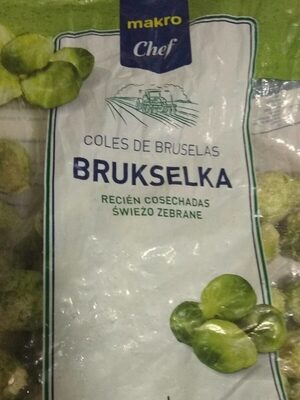 makro
Chef
COLES DE BRUSELAS
BRUKSELKA
RECIÉN COSECHADAS
ŚWIEŻO ZEBRANE